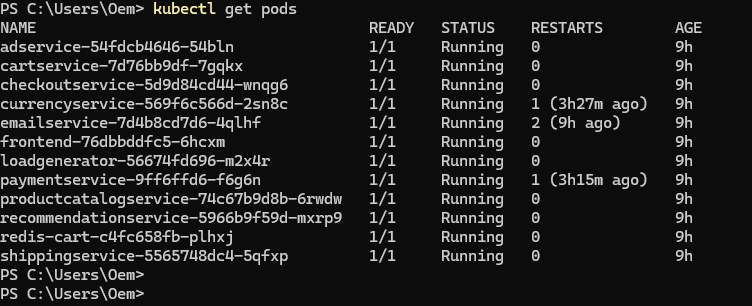 PS C:\Users\Oem> kubectl get pods
NAME READY STATUS RESTARTS AGE
adservice-54fdcb4646-54bln 1/1 Running 0 9h
cartservice-7d76bb9df-7gqkx 1/1 Running 0 9h
checkoutservice-5d9d84cd44-wnqg6 1/1 Running 0 9h
currencyservice-569f6c566d-2sn8c 1/1 Running 1 (3h27m ago) 9h
emailservice-7d4b8cd7d6-4qlhf 1/1 Running 2 (9h ago) 9h
frontend-76dbbddfc5-6hcxm 1/1 Running 0 9h
loadgenerator-56674fd696-m2x4r 1/1 Running 0 9h
paymentservice-9ff6ffd6-f6g6n 1/1 Running 1 (3h15m ago) 9h
productcatalogservice-74c67b9d8b-6rwdw 1/1 Running 0 9h
recommendationservice-5966b9f59d-mxrp9 1/1 Running 0 9h
redis-cart-c4fc658fb-plhxj 1/1 Running 0 9h
shippingservice-5565748dc4-5qfxp 1/1 Running 0 9h
PS C:\Users\Oem>
PS C:\Users\Oem>